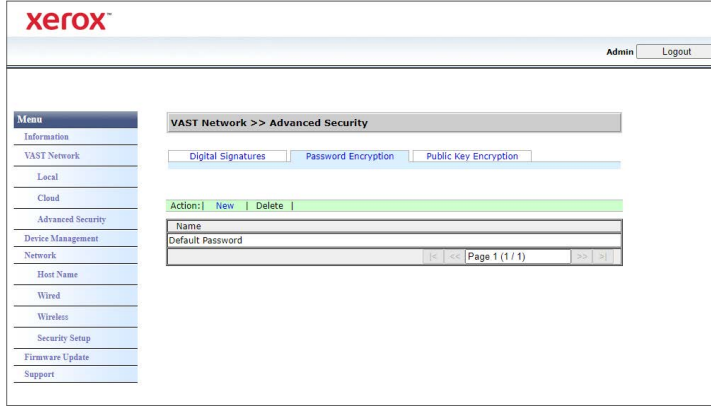 xerox™
Admin Logout
Menu
Information
VAST Network
Local
Cloud
Advanced Security
Device Management
Network
Host Name
Wired
Wireless
Security Setup
Firmware Update
Support
VAST Network >> Advanced Security
Digital Signatures Password Encryption Public Key Encryption
Action:| New | Delete |
Name
Default Password
|< << Page 1 (1 / 1) >> >|